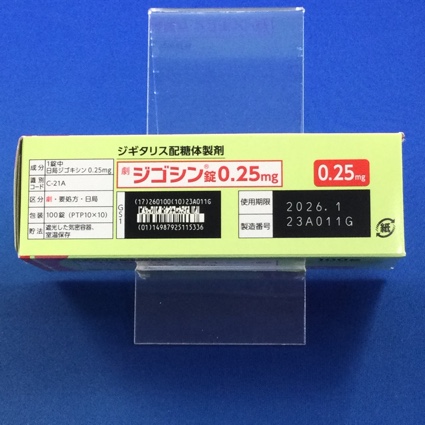 ジギタリス配糖体製剤
劇 ジゴシン®錠0.25mg
0.25mg
成分 1錠中 日局ジゴキシン 0.25mg
識別コード C-21A
区分 劇・要処方・日局
包装 100錠 (PTP10×10)
貯法 遮光した気密容器、室温保存
GS1
(17)260100(10)23A011G
(01)14987925115336
使用期限 2026.1
製造番号 23A011G
紙